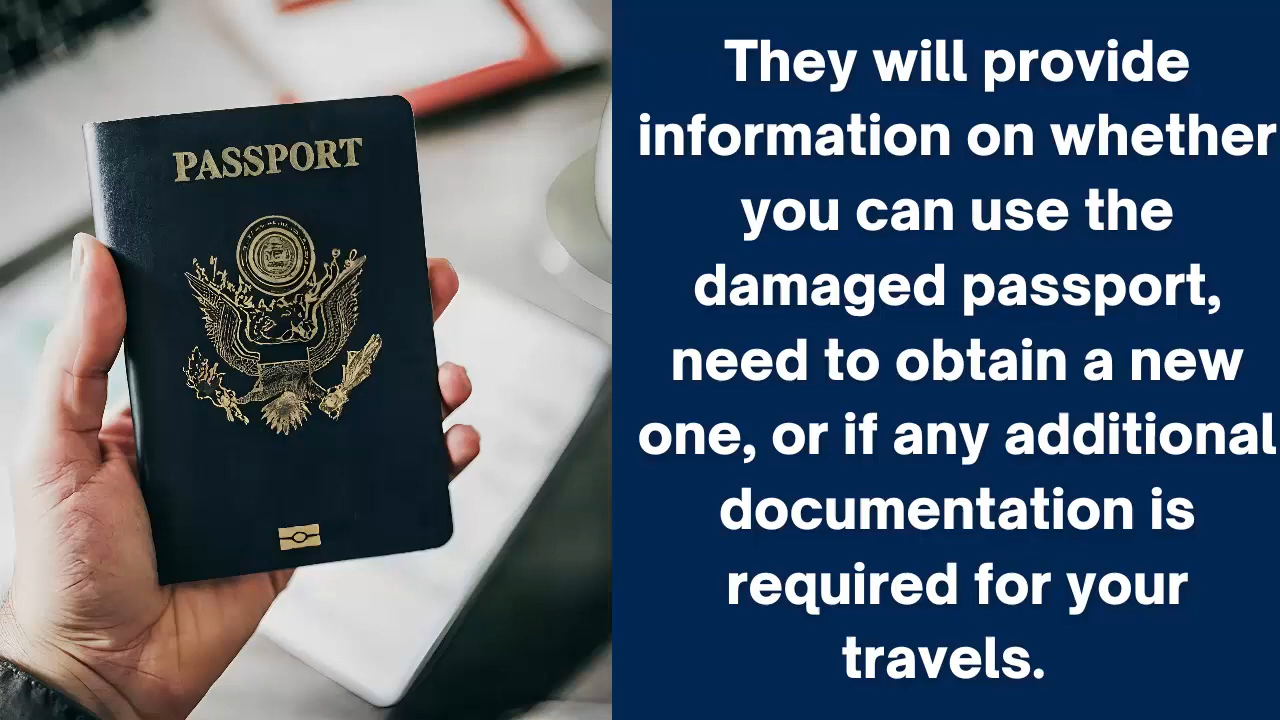 PASSPORT
They will provide
information on whether
you can use the
damaged passport,
need to obtain a new
one, or if any additional
documentation is
required for your
travels.